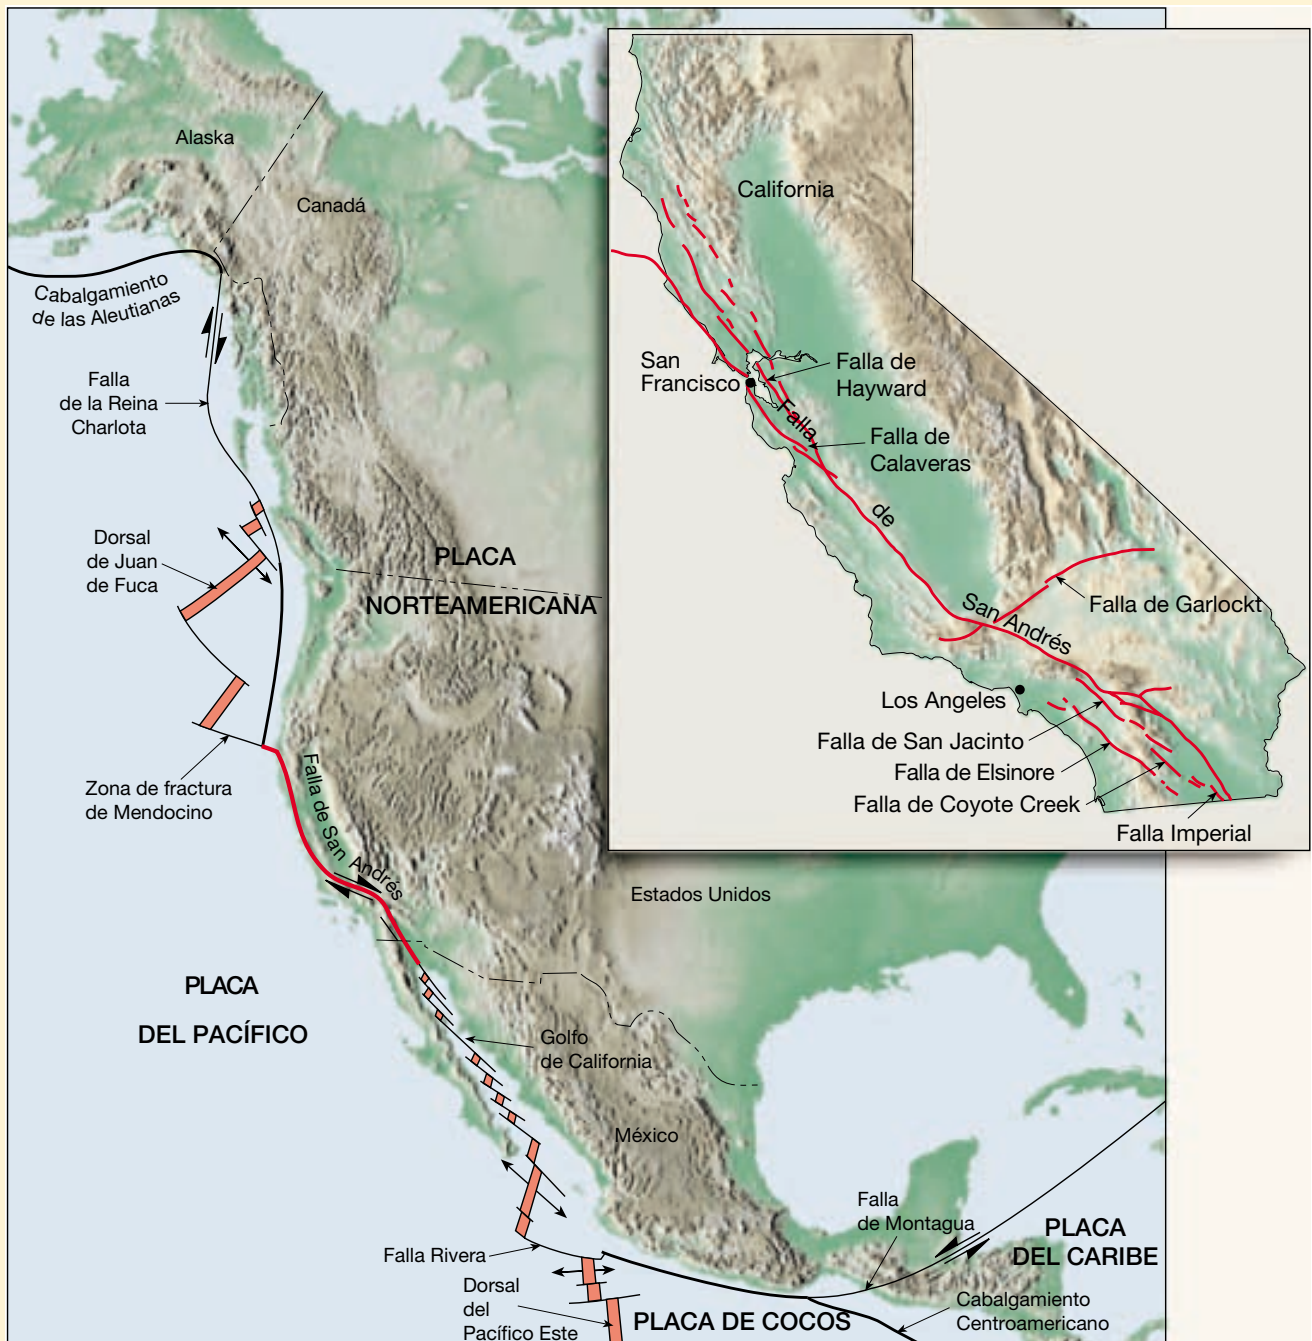 Alaska
Canadá
Cabalgamiento
de las Aleutianas
Falla
de la Reina
Charlota
Dorsal
de Juan
de Fuca
PLACA
NORTEAMERICANA
Zona de fractura
de Mendocino
Falla de San Andrés
Estados Unidos
PLACA
DEL PACÍFICO
Golfo
de California
México
Falla
de Montagua
PLACA
DEL CARIBE
Falla Rivera
Dorsal
del
Pacífico Este
PLACA DE COCOS
Cabalgamiento
Centroamericano
California
San
Francisco
Falla de
Hayward
Falla de
Calaveras
Falla de San Andrés
Falla de Garlockt
Los Angeles
Falla de San Jacinto
Falla de Elsinore
Falla de Coyote Creek
Falla Imperial